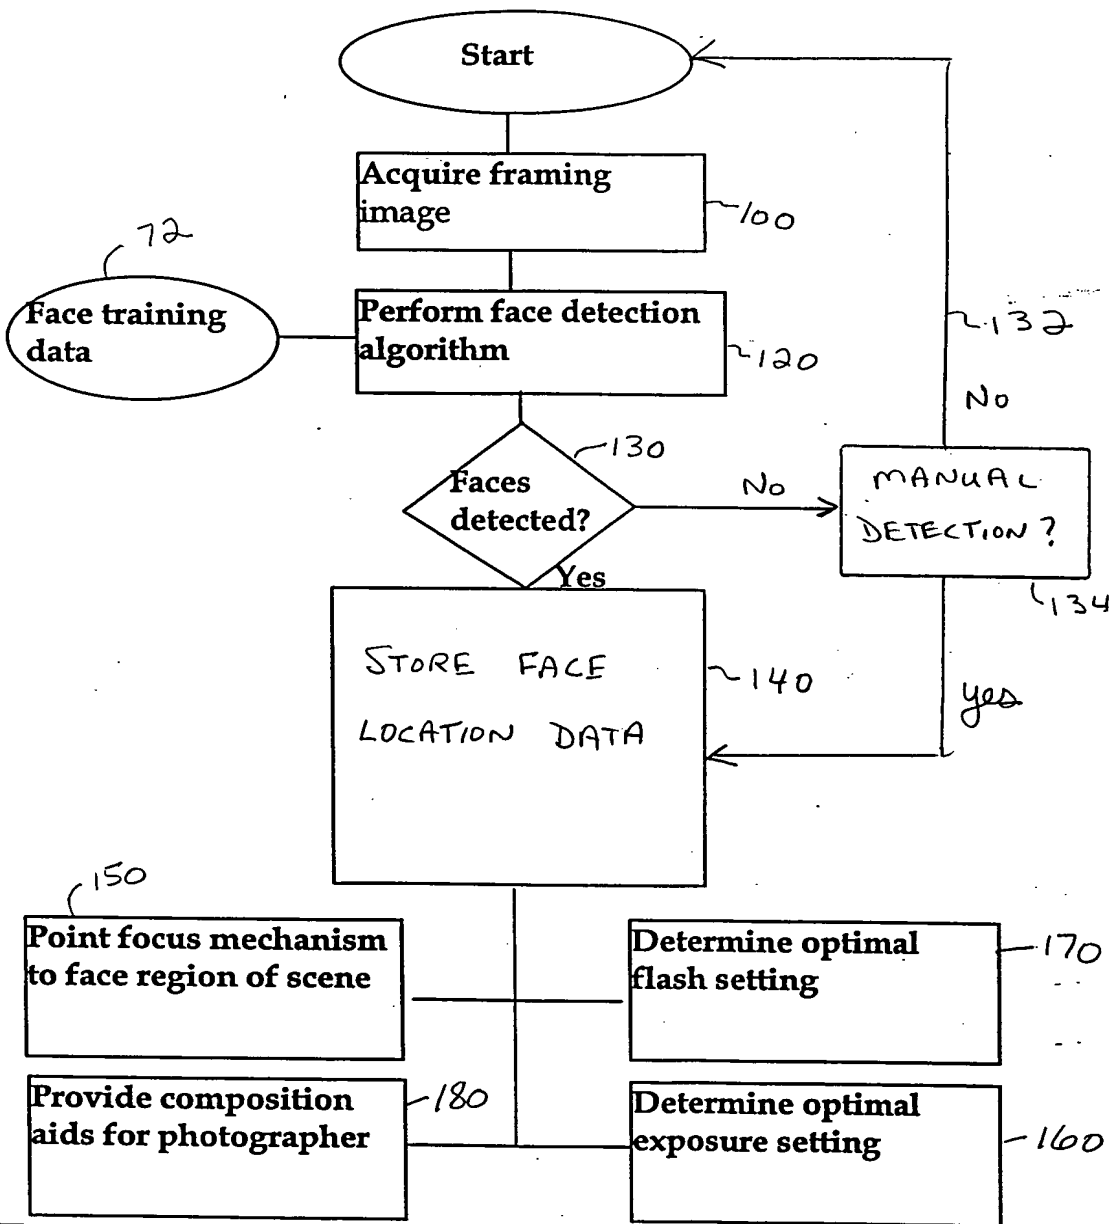 Start
Acquire framing
image
100
72
Face training
data
Perform face detection
algorithm
120
132
No
130
Faces
detected?
No
MANUAL
DETECTION?
134
Yes
STORE FACE
LOCATION DATA
140
yes
150
Point focus mechanism
to face region of scene
Determine optimal
flash setting
170
Provide composition
aids for photographer
180
Determine optimal
exposure setting
160